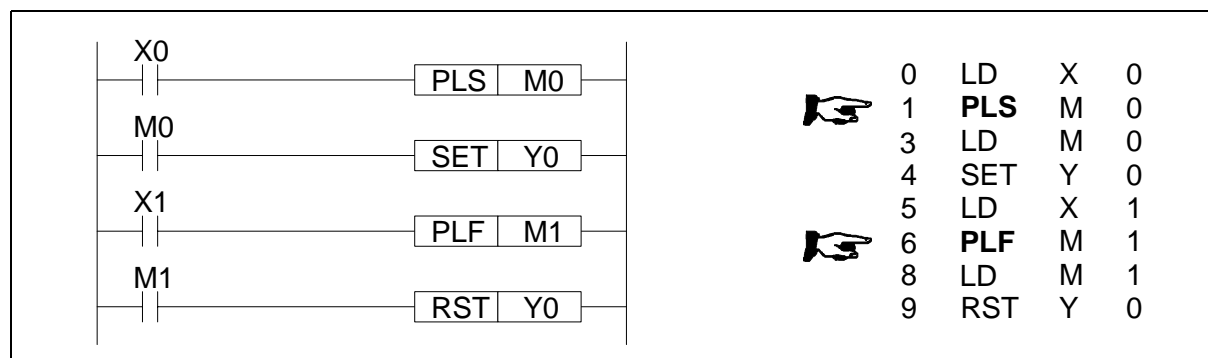 X0
PLS M0
M0
SET Y0
X1
PLF M1
M1
RST Y0
0 LD X 0
1 PLS M 0
3 LD M 0
4 SET Y 0
5 LD X 1
6 PLF M 1
8 LD M 1
9 RST Y 0